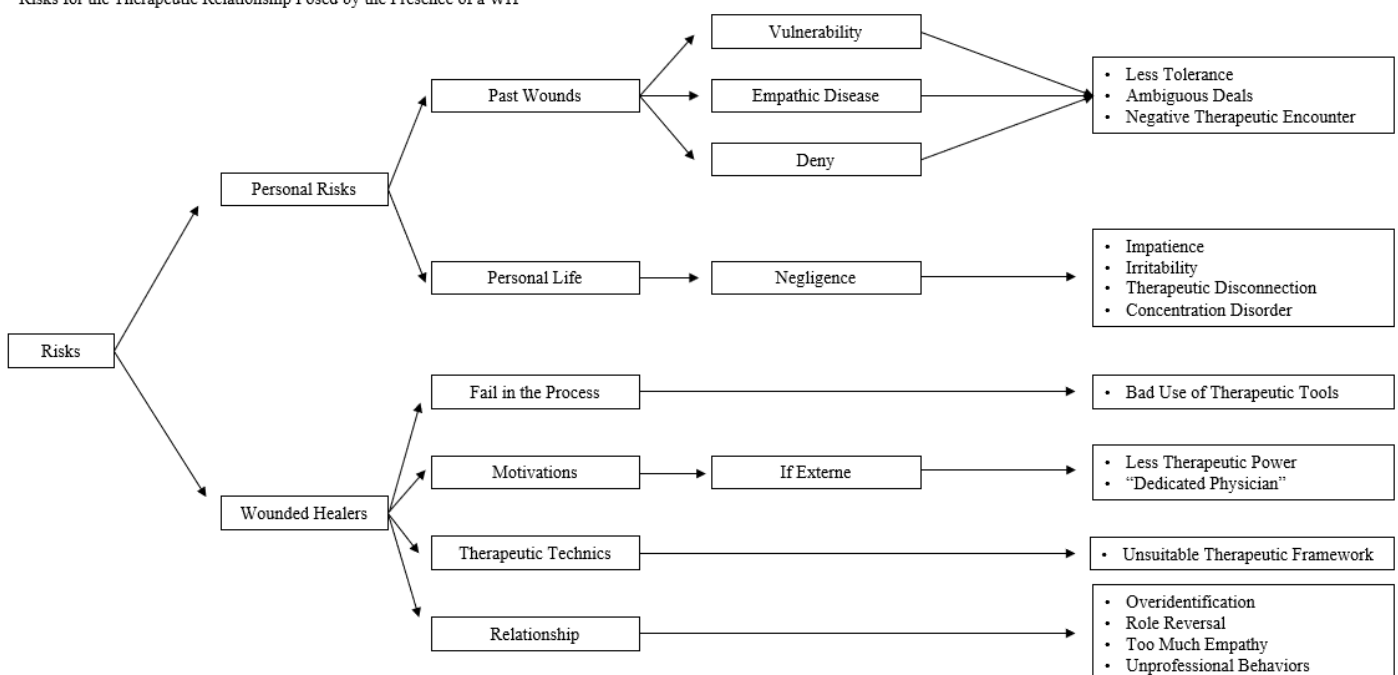 Risks for the Therapeutic Relationship Posed by the Presence of a WH
Vulnerability
Past Wounds
Empathic Disease
• Less Tolerance
• Ambiguous Deals
• Negative Therapeutic Encounter
Deny
Personal Risks
Personal Life
Negligence
• Impatience
• Irritability
• Therapeutic Disconnection
• Concentration Disorder
Risks
Fail in the Process
• Bad Use of Therapeutic Tools
Motivations
If Externe
• Less Therapeutic Power
• “Dedicated Physician”
Wounded Healers
Therapeutic Technics
• Unsuitable Therapeutic Framework
Relationship
• Overidentification
• Role Reversal
• Too Much Empathy
• Unprofessional Behaviors